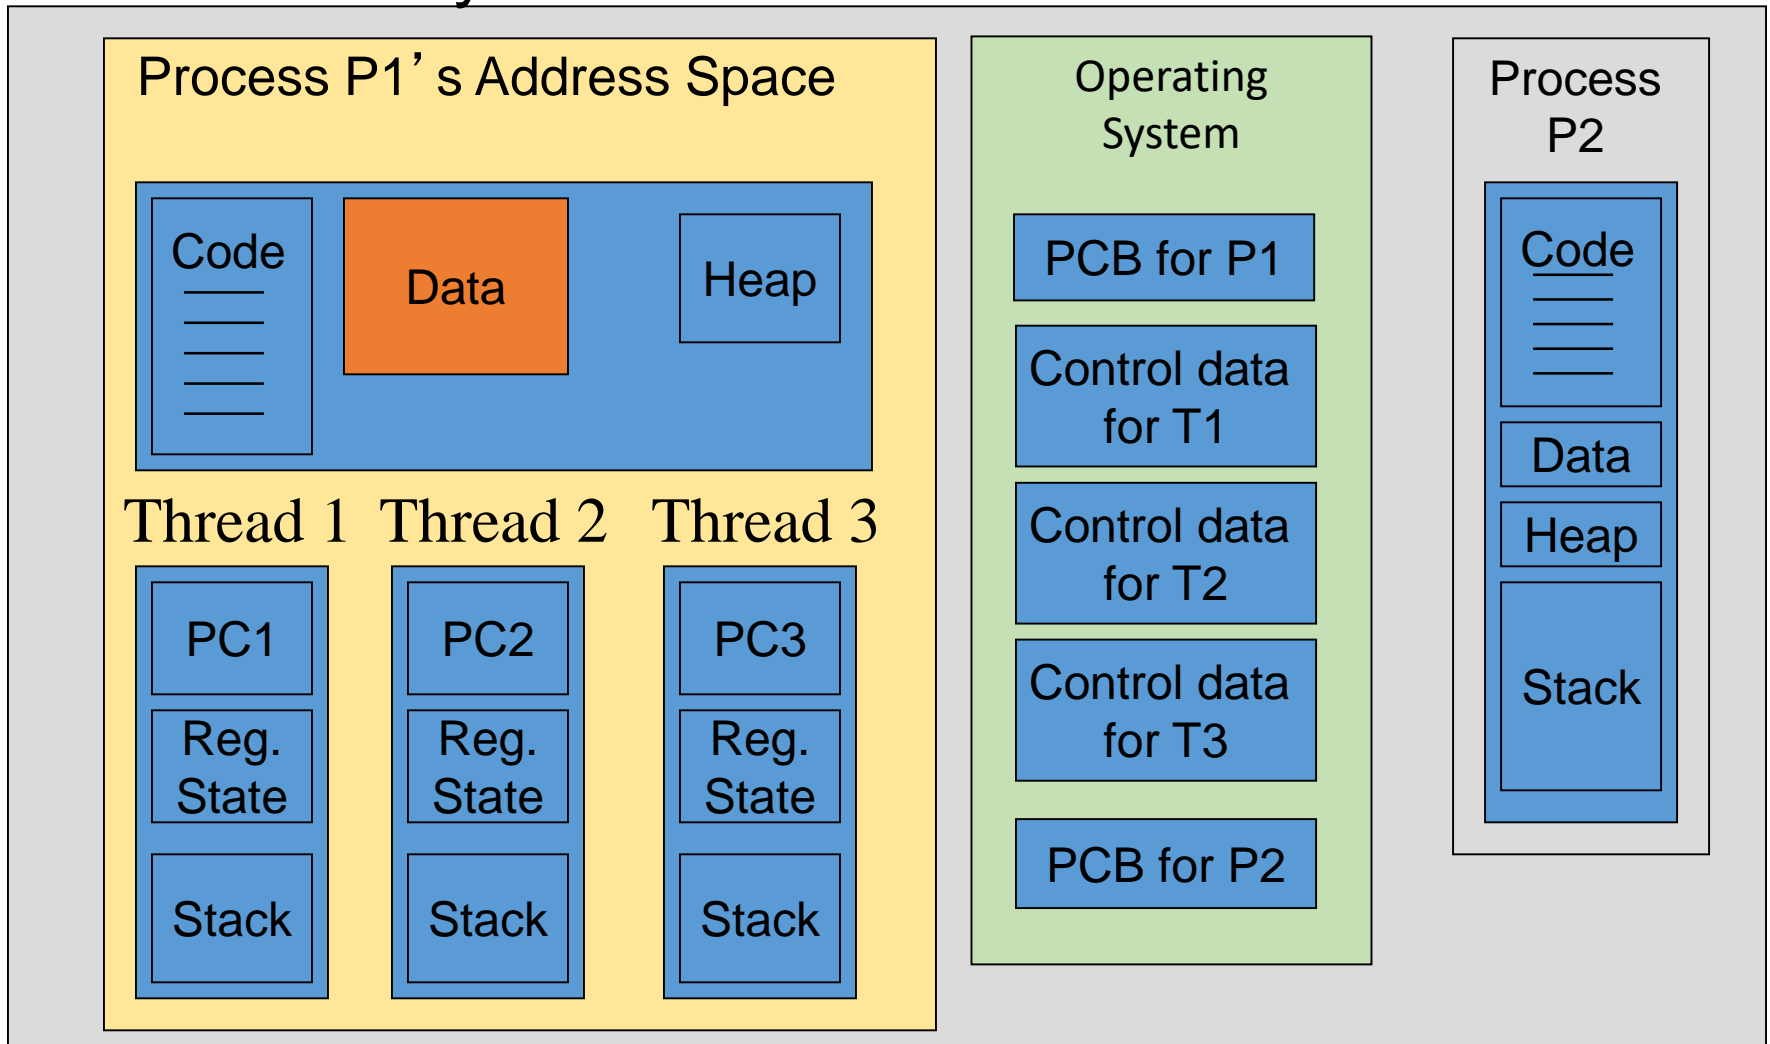 Process P1’s Address Space
Code
Data
Heap
Thread 1 Thread 2 Thread 3
PC1
PC2
PC3
Reg.
State
Reg.
State
Reg.
State
Stack
Stack
Stack
Operating
System
PCB for P1
Control data
for T1
Control data
for T2
Control data
for T3
PCB for P2
Process
P2
Code
Data
Heap
Stack